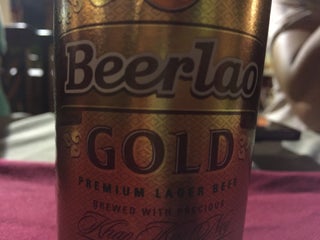 Beerlao
GOLD
PREMIUM LAGER BEER
BREWED WITH PRECIOUS